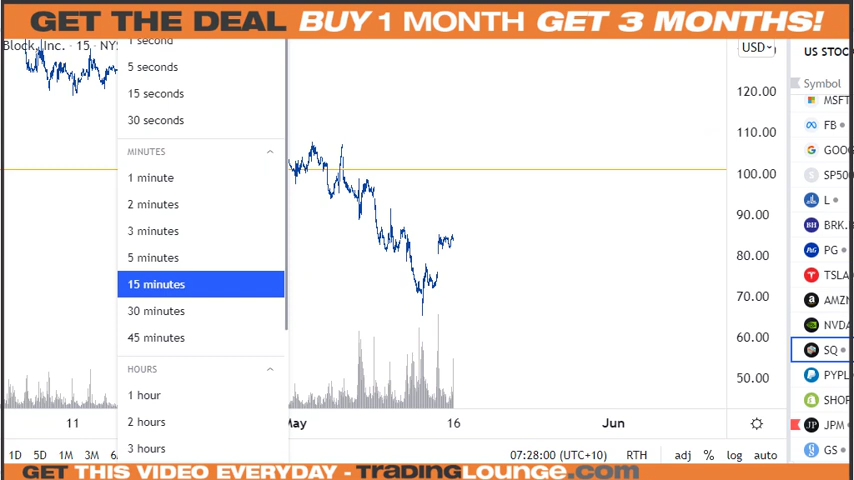 GET THE DEAL BUY 1 MONTH GET 3 MONTHS!
Block, Inc. · 15 · NYS
1 second
5 seconds
15 seconds
30 seconds
MINUTES
1 minute
2 minutes
3 minutes
5 minutes
15 minutes
30 minutes
45 minutes
HOURS
1 hour
2 hours
3 hours
USD
120.00
110.00
100.00
90.00
80.00
70.00
60.00
50.00
US STOC
Symbol
MSFT
FB
GOOG
SP500
L
BRK.
PG
TSLA
AMZN
NVDA
SQ
PYPL
SHOP
JPM
GS
11
May
16
Jun
1D 5D 1M 3M 6
07:28:00 (UTC+10) RTH adj % log auto
GET THIS VIDEO EVERYDAY - TradingLounge.com